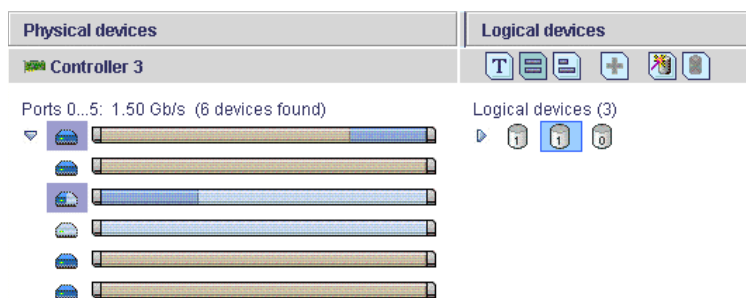 Physical devices
Logical devices
Controller 3
T
Ports 0...5: 1.50 Gb/s (6 devices found)
Logical devices (3)
1
1
0